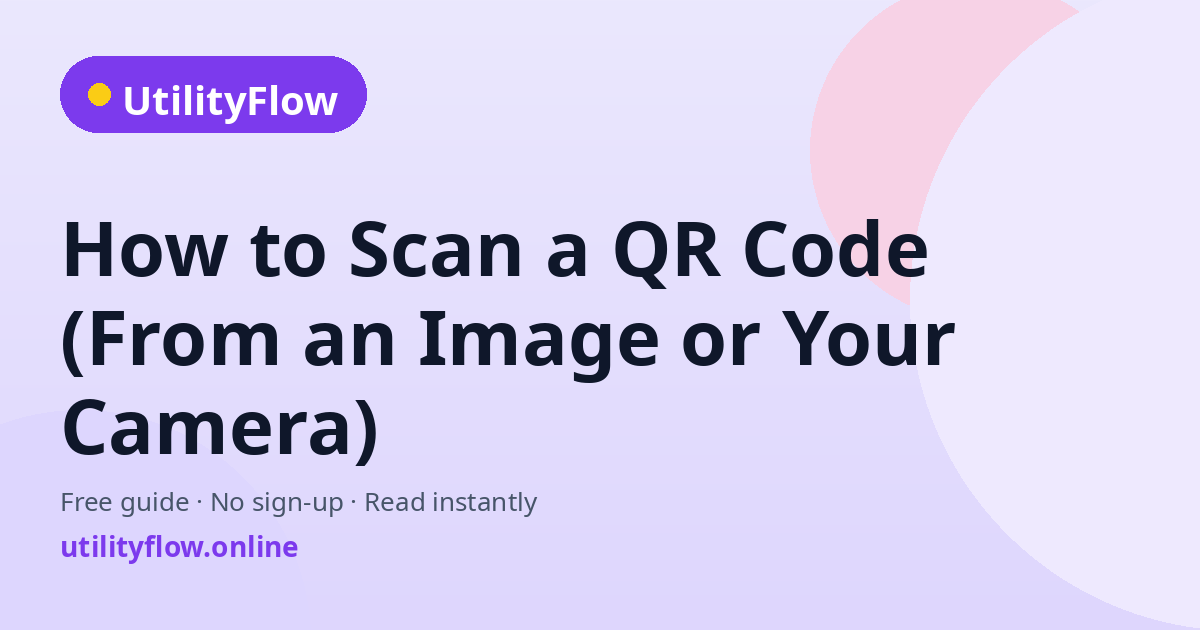 UtilityFlow
How to Scan a QR Code
(From an Image or Your
Camera)
Free guide · No sign-up · Read instantly
utilityflow.online